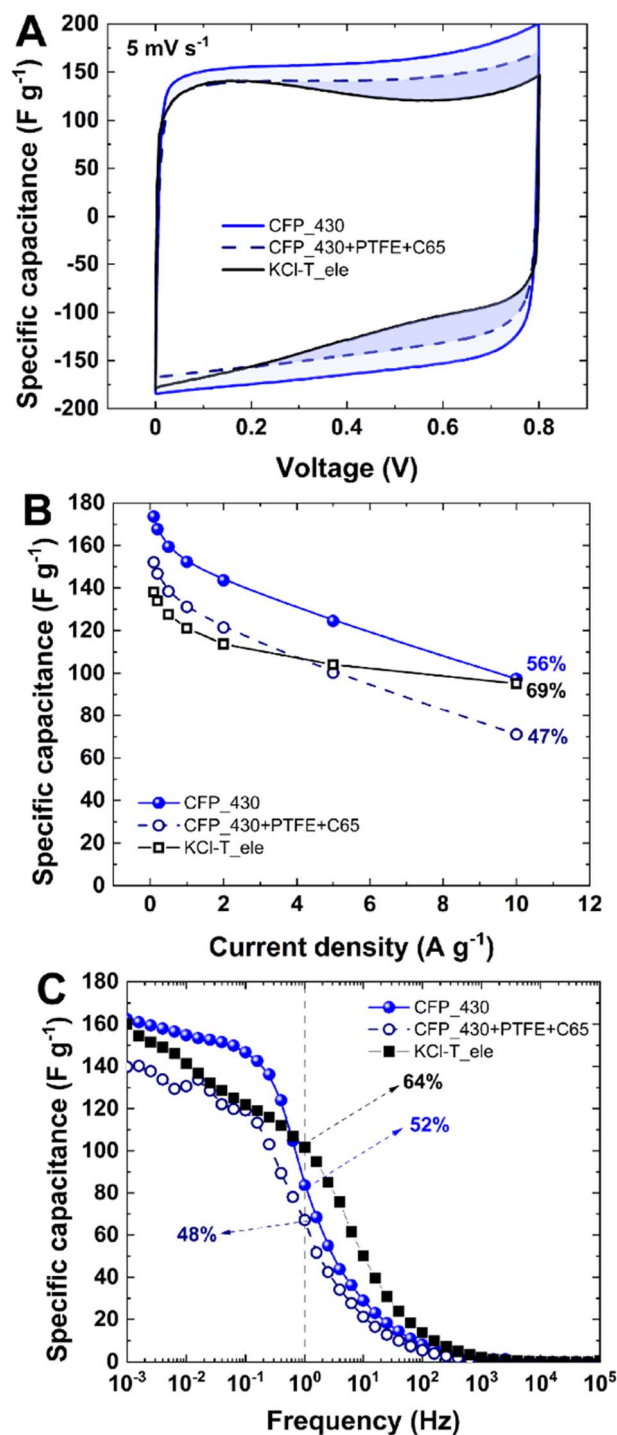 A
5 mV s⁻¹
200
150
100
50
0
-50
-100
-150
-200
Specific capacitance (F g⁻¹)
CFP_430
CFP_430+PTFE+C65
KCl-T_ele
0 0.2 0.4 0.6 0.8
Voltage (V)
B
180
160
140
120
100
80
60
40
20
0
Specific capacitance (F g⁻¹)
56%
69%
47%
CFP_430
CFP_430+PTFE+C65
KCl-T_ele
0 2 4 6 8 10 12
Current density (A g⁻¹)
C
180
160
140
120
100
80
60
40
20
0
Specific capacitance (F g⁻¹)
CFP_430
CFP_430+PTFE+C65
KCl-T_ele
64%
52%
48%
10⁻³ 10⁻² 10⁻¹ 10⁰ 10¹ 10² 10³ 10⁴ 10⁵
Frequency (Hz)